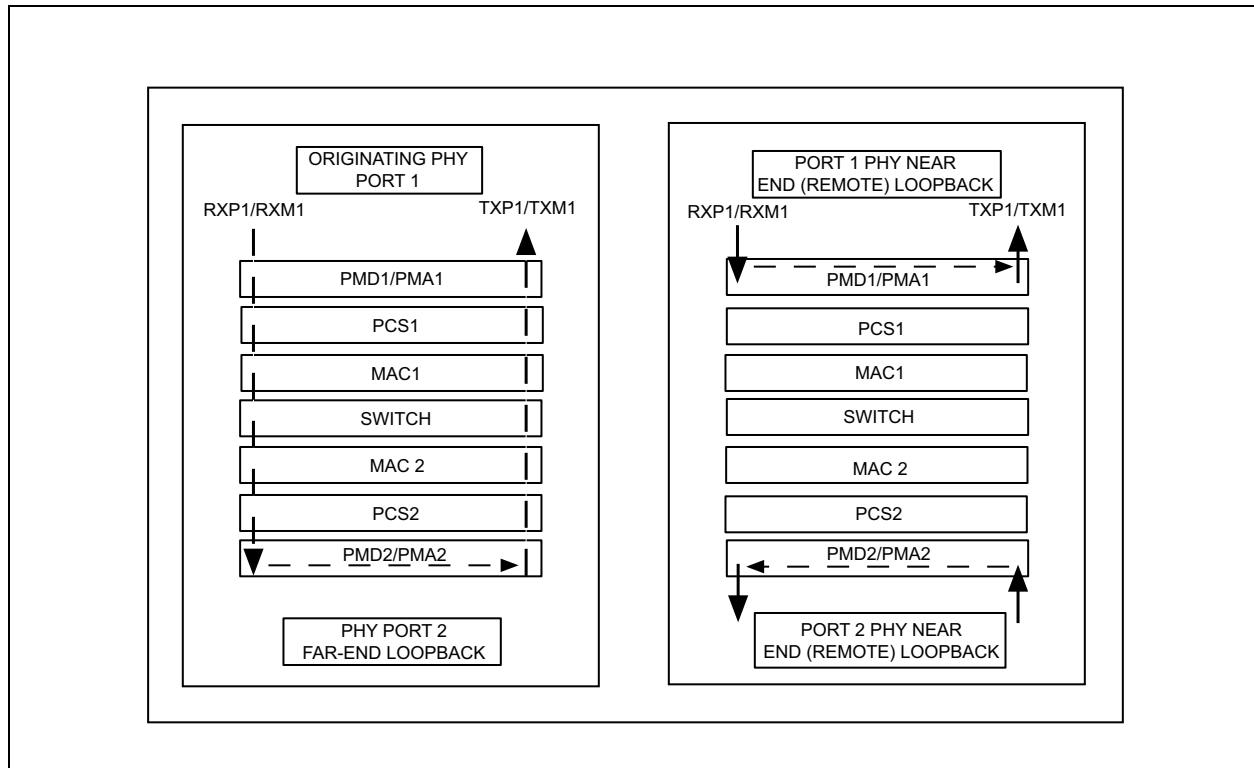 ORIGINATING PHY
PORT 1
RXP1/RXM1
TXP1/TXM1
PMD1/PMA1
PCS1
MAC1
SWITCH
MAC 2
PCS2
PMD2/PMA2
PHY PORT 2
FAR-END LOOPBACK
PORT 1 PHY NEAR
END (REMOTE) LOOPBACK
RXP1/RXM1
TXP1/TXM1
PMD1/PMA1
PCS1
MAC1
SWITCH
MAC 2
PCS2
PMD2/PMA2
PORT 2 PHY NEAR
END (REMOTE) LOOPBACK